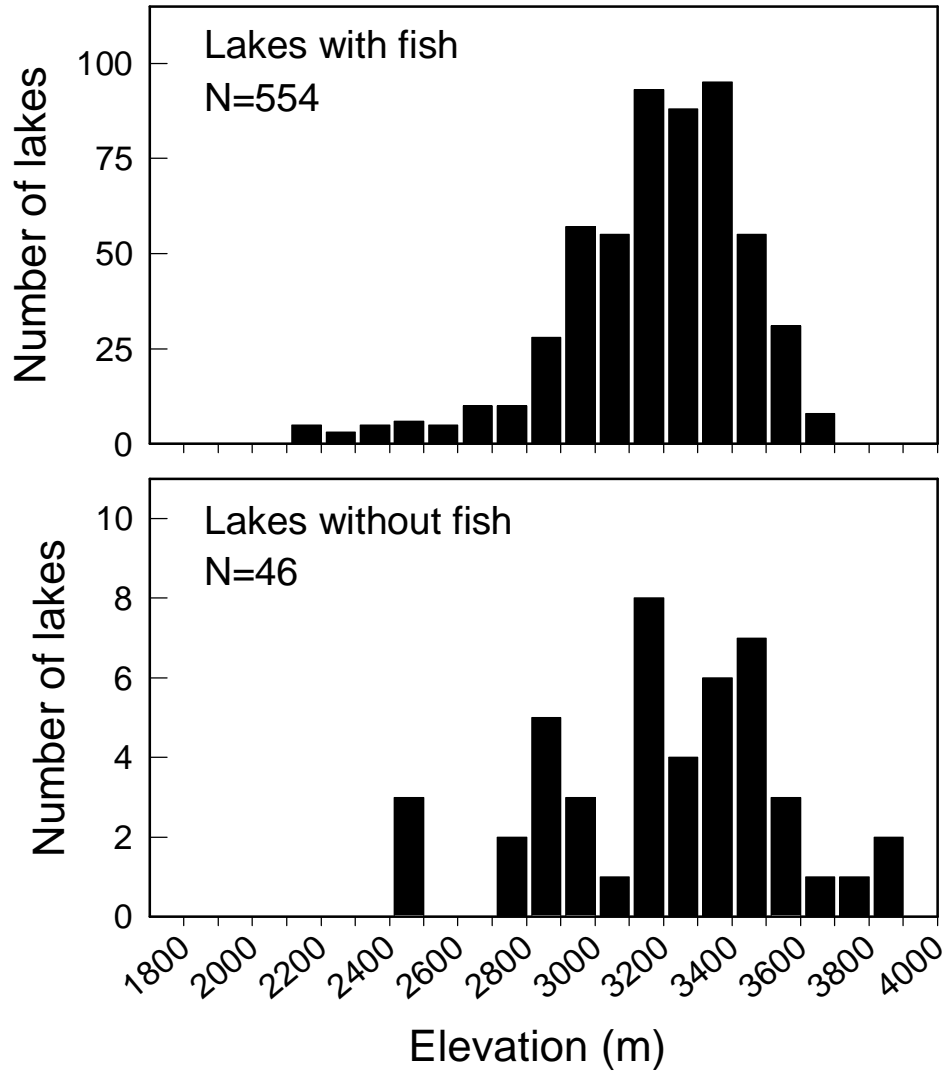 Lakes with fish
N=554
Number of lakes
100
75
50
25
0
Lakes without fish
N=46
Number of lakes
10
8
6
4
2
0
1800 2000 2200 2400 2600 2800 3000 3200 3400 3600 3800 4000
Elevation (m)